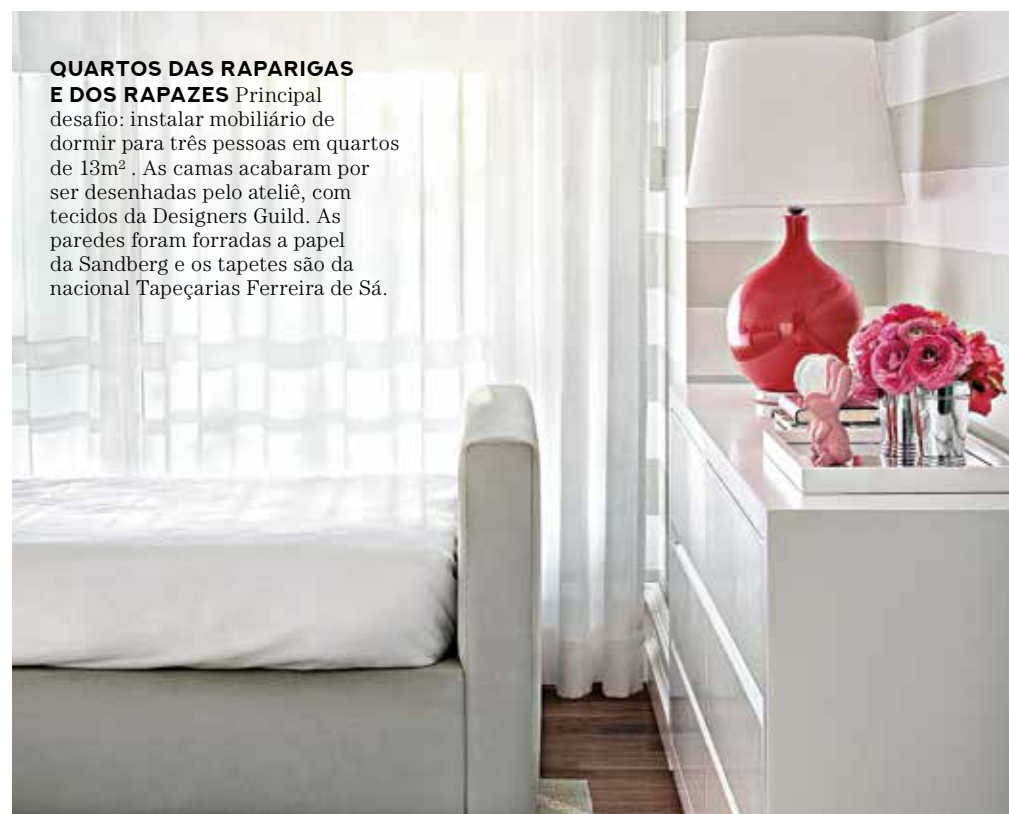 QUARTOS DAS RAPARIGAS
E DOS RAPAZES Principal
desafio: instalar mobiliário de
dormir para três pessoas em quartos
de 13m² . As camas acabaram por
ser desenhadas pelo ateliê, com
tecidos da Designers Guild. As
paredes foram forradas a papel
da Sandberg e os tapetes são da
nacional Tapeçarias Ferreira de Sá.